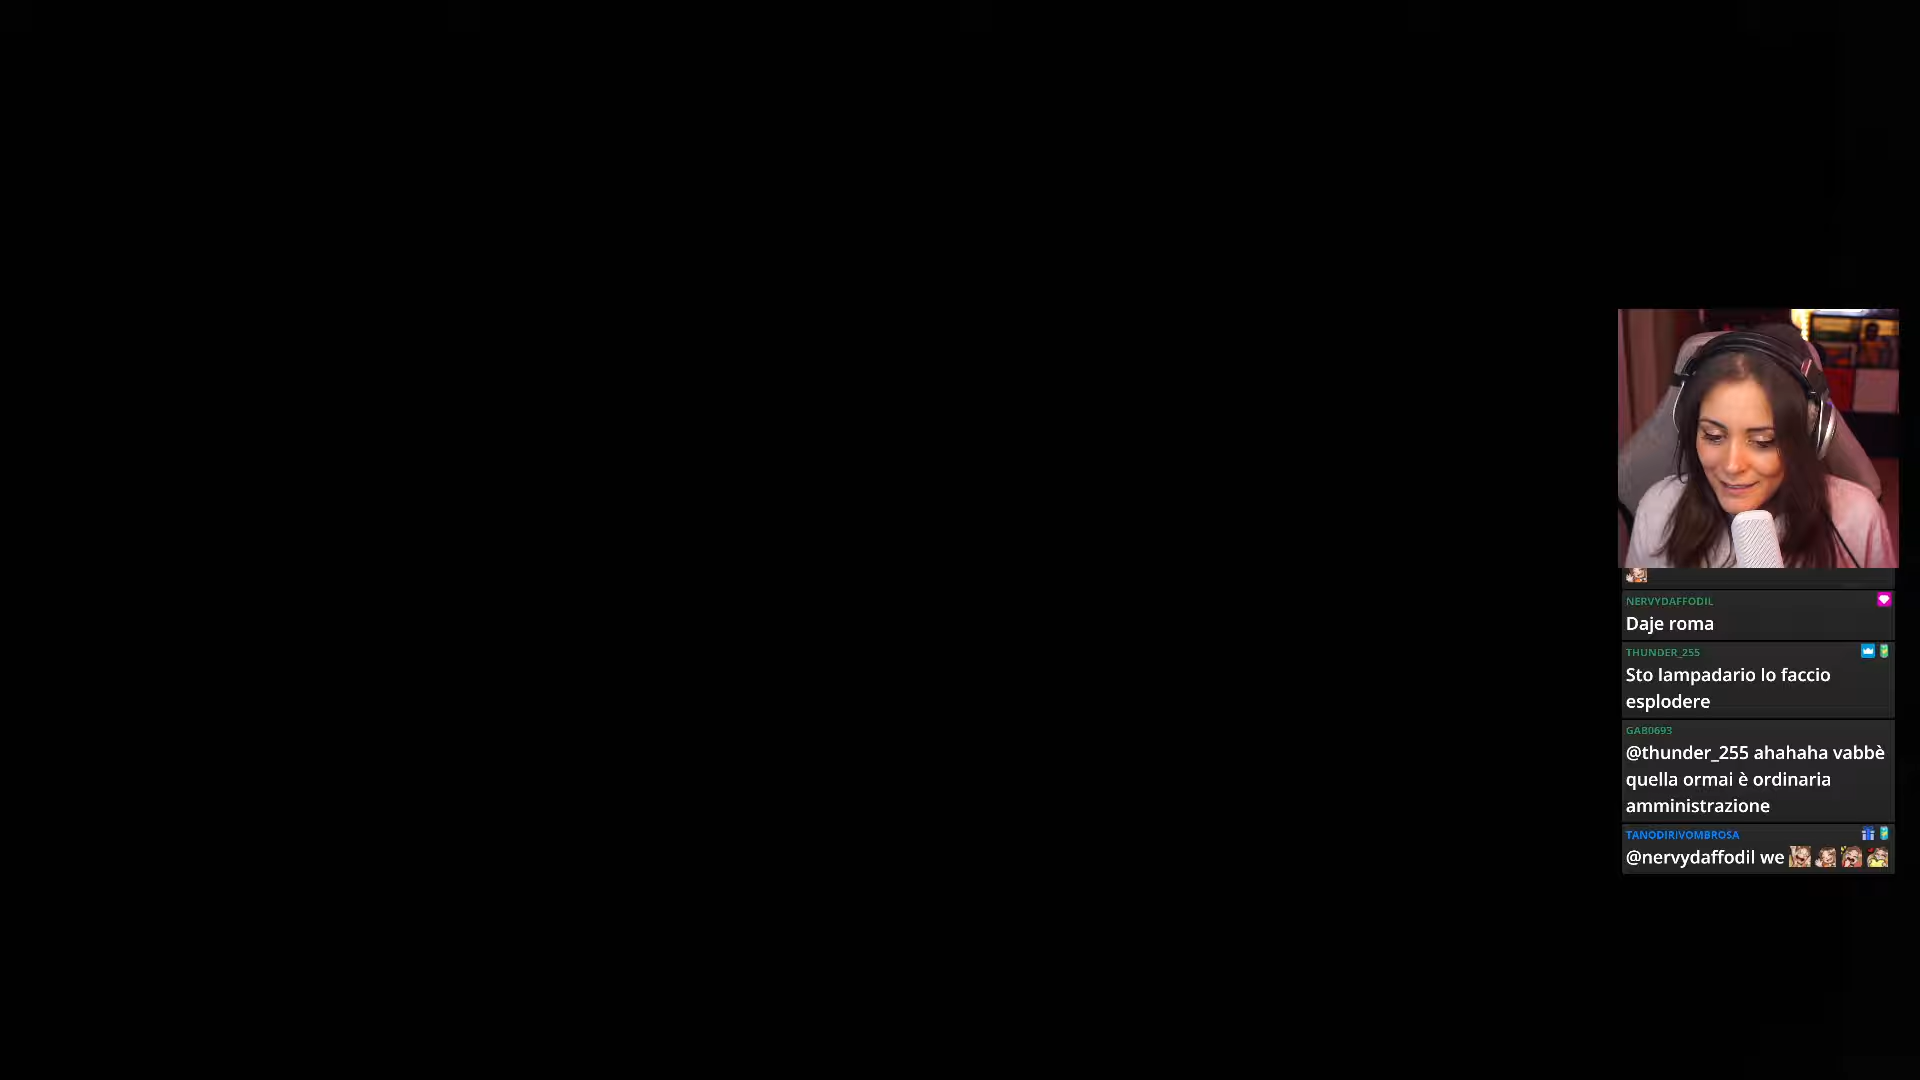 NERVYDAFFODIL
Daje roma
THUNDER_255
Sto lampadario lo faccio
esplodere
GAB0693
@thunder_255 ahahaha vabbè
quella ormai è ordinaria
amministrazione
TANODIRIVOMBROSA
@nervydaffodil we